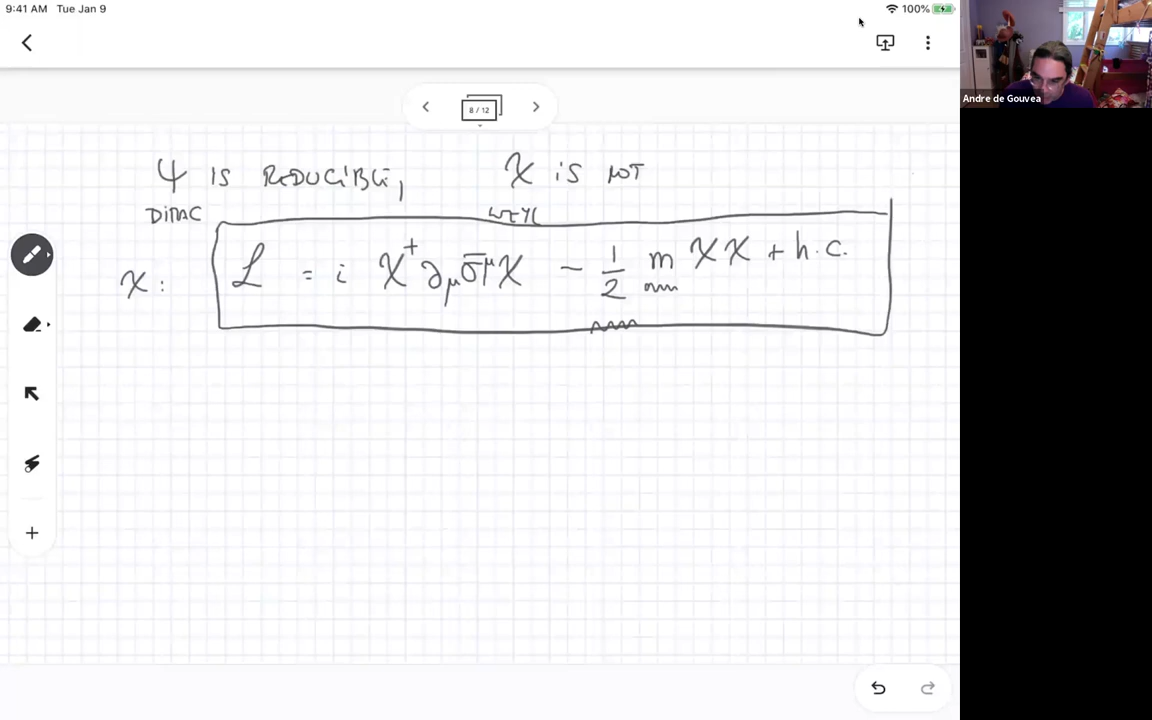 9:41 AM Tue Jan 9
100%
Andre de Gouvea
8 / 12
ψ IS REDUCIBLE, χ is NOT
DIRAC WEYL
χ: ℒ = i χ† ∂μ σ̄^μ χ - 1/2 m χχ + h.c.